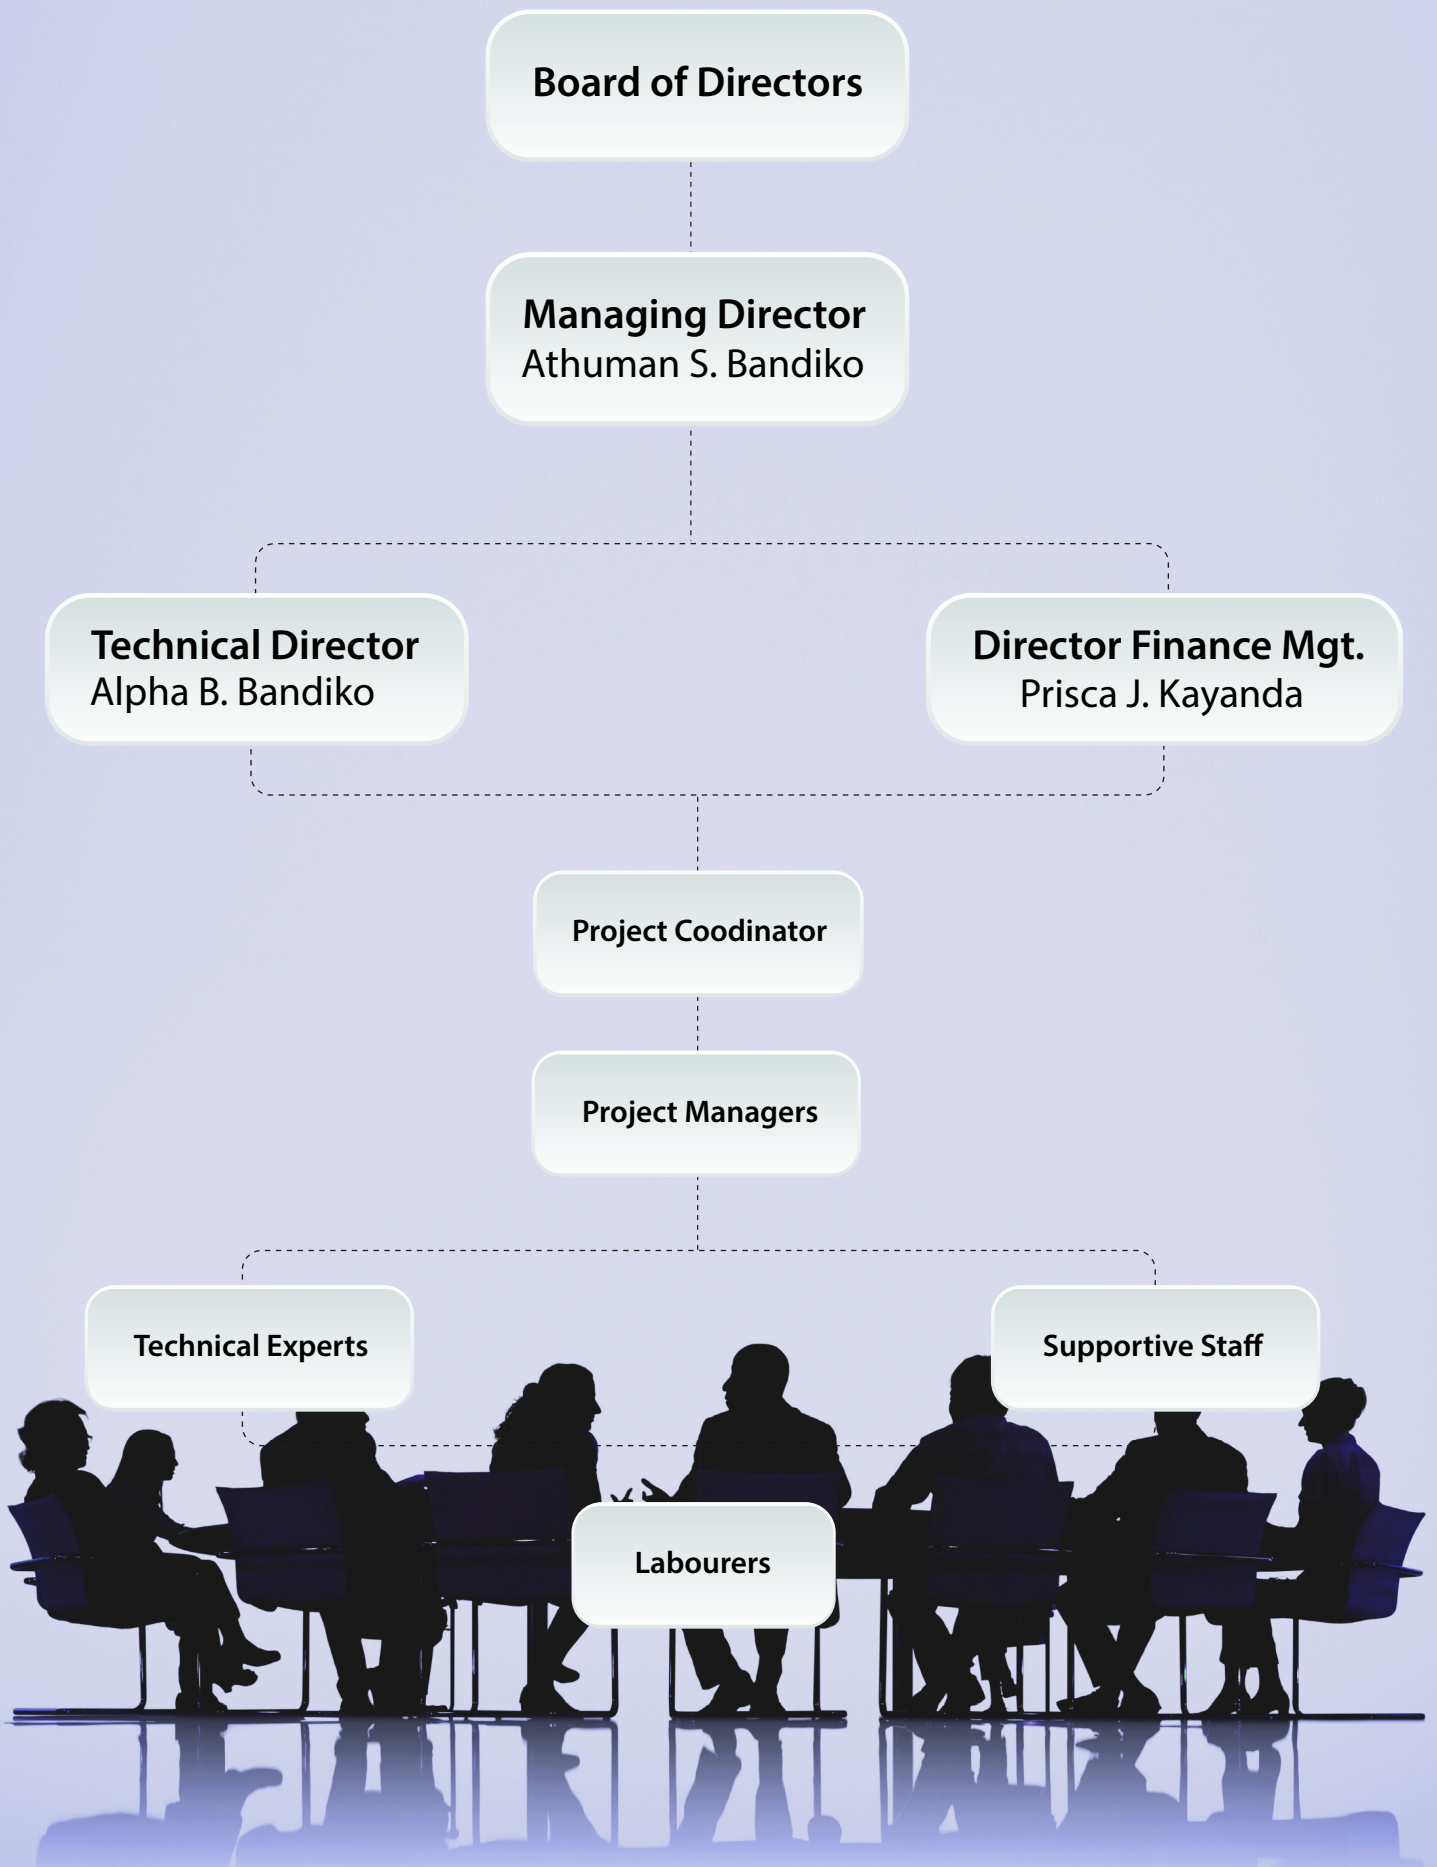 Board of Directors
Managing Director
Athuman S. Bandiko
Technical Director
Alpha B. Bandiko
Director Finance Mgt.
Prisca J. Kayanda
Project Coodinator
Project Managers
Technical Experts
Supportive Staff
Labourers